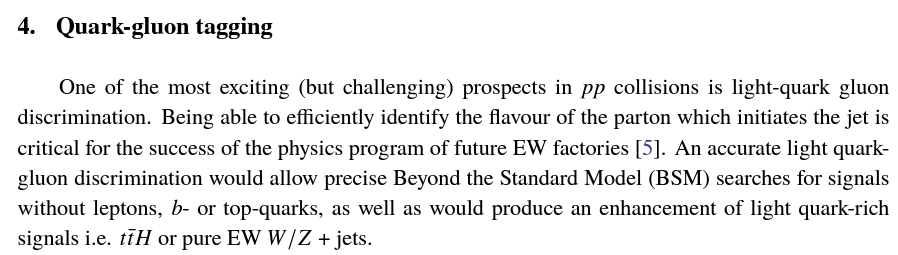 4. Quark-gluon tagging
One of the most exciting (but challenging) prospects in pp collisions is light-quark gluon
discrimination. Being able to efficiently identify the flavour of the parton which initiates the jet is
critical for the success of the physics program of future EW factories [5]. An accurate light quark-
gluon discrimination would allow precise Beyond the Standard Model (BSM) searches for signals
without leptons, b- or top-quarks, as well as would produce an enhancement of light quark-rich
signals i.e. tt̄H or pure EW W/Z + jets.